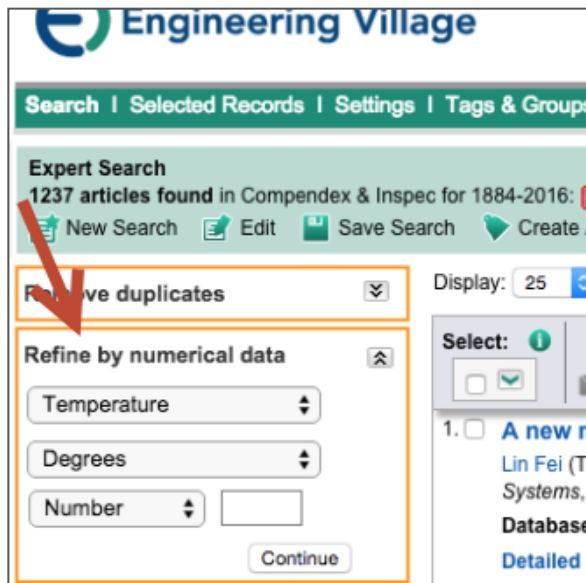 Engineering Village
Search | Selected Records | Settings | Tags & Groups
Expert Search
1237 articles found in Compendex & Inspec for 1884-2016:
New Search Edit Save Search Create
Remove duplicates
Display: 25
Refine by numerical data
Select:
Temperature
Degrees
Number
Continue
1. A new
Lin Fei
Systems,
Database
Detailed